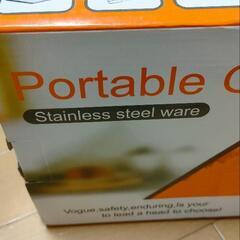 Portable
Stainless steel ware
Vogue,safety,enduring,Is your
to lead a head to choose!